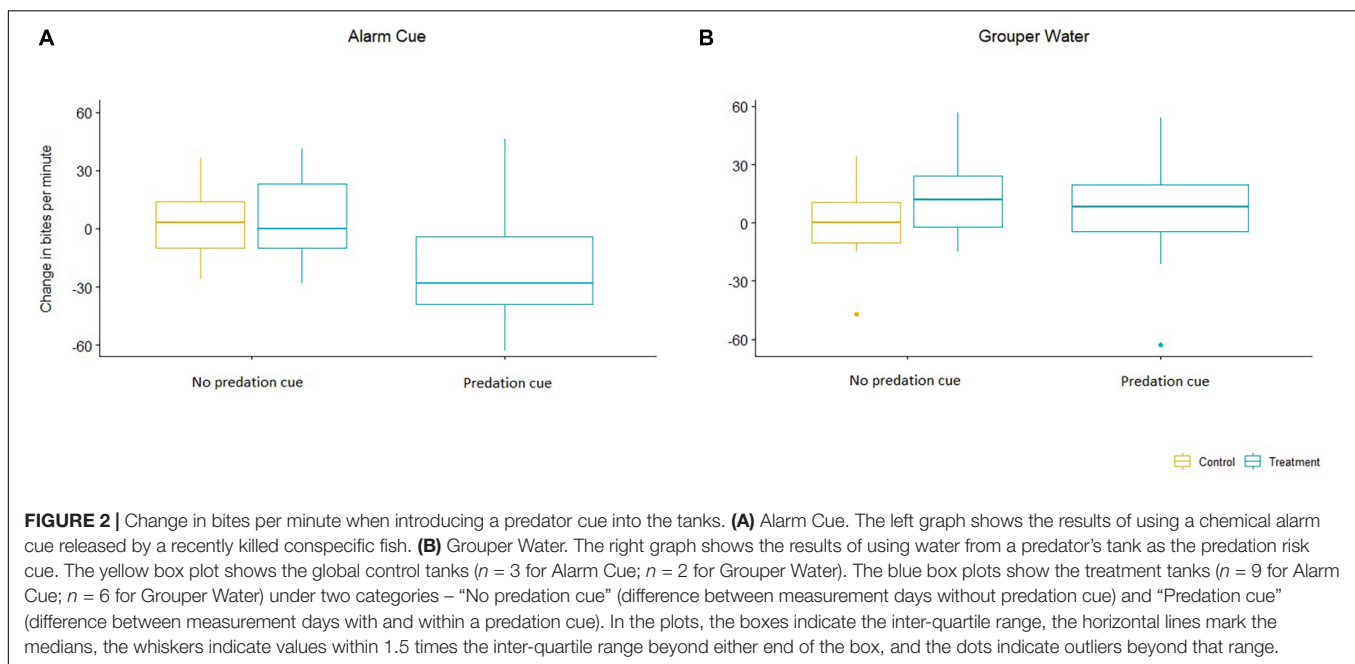 A
Alarm Cue
B
Grouper Water
Change in bites per minute
60
30
0
-30
-60
No predation cue
Predation cue
60
30
0
-30
-60
No predation cue
Predation cue
Control
Treatment
FIGURE 2 | Change in bites per minute when introducing a predator cue into the tanks. (A) Alarm Cue. The left graph shows the results of using a chemical alarm
cue released by a recently killed conspecific fish. (B) Grouper Water. The right graph shows the results of using water from a predator’s tank as the predation risk
cue. The yellow box plot shows the global control tanks (n = 3 for Alarm Cue; n = 2 for Grouper Water). The blue box plots show the treatment tanks (n = 9 for Alarm
Cue; n = 6 for Grouper Water) under two categories – “No predation cue” (difference between measurement days without predation cue) and “Predation cue”
(difference between measurement days with and within a predation cue). In the plots, the boxes indicate the inter-quartile range, the horizontal lines mark the
medians, the whiskers indicate values within 1.5 times the inter-quartile range beyond either end of the box, and the dots indicate outliers beyond that range.